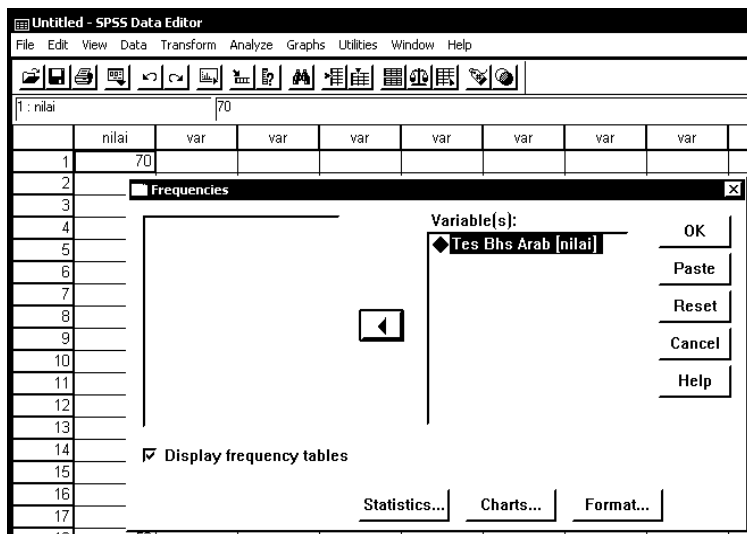 Untitled - SPSS Data Editor
File Edit View Data Transform Analyze Graphs Utilities Window Help
1 : nilai 70
nilai var var var var var var var
1 70
2
Frequencies
3
4
5
6
7
8
9
10
11
12
13
14
15
16
17
Variable(s):
Tes Bhs Arab [nilai]
OK
Paste
Reset
Cancel
Help
Display frequency tables
Statistics... Charts... Format...